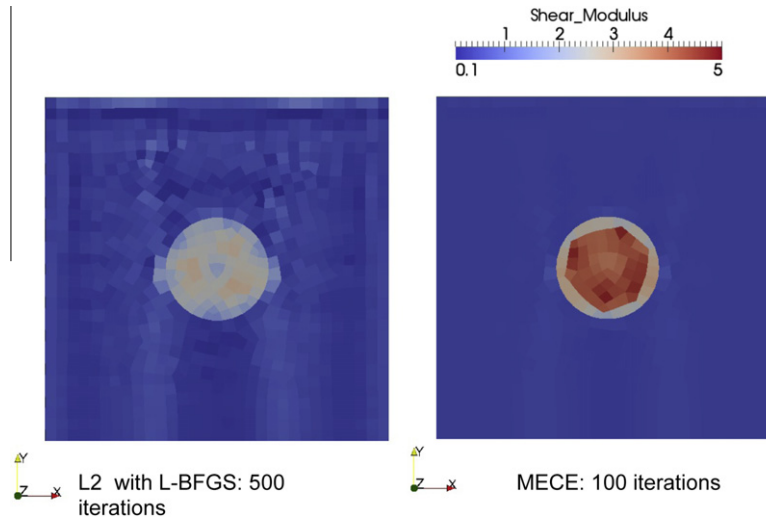 Shear_Modulus
1 2 3 4
0.1 5
Y
Z X
L2 with L-BFGS: 500
iterations
Y
Z X
MECE: 100 iterations